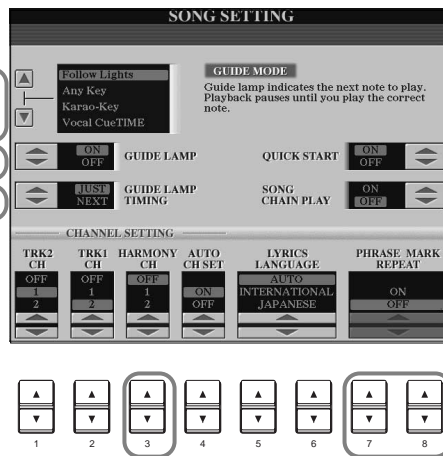 SONG SETTING
Follow Lights
Any Key
Karao-Key
Vocal CueTIME
GUIDE MODE
Guide lamp indicates the next note to play.
Playback pauses until you play the correct
note.
ON
OFF
GUIDE LAMP
QUICK START
ON
OFF
JUST
NEXT
GUIDE LAMP
TIMING
SONG
CHAIN PLAY
ON
OFF
CHANNEL SETTING
TRK2
CH
TRK1
CH
HARMONY
CH
AUTO
CH SET
LYRICS
LANGUAGE
PHRASE MARK
REPEAT
OFF
1
2
OFF
1
2
OFF
1
2
ON
OFF
AUTO
INTERNATIONAL
JAPANESE
ON
OFF
1 2 3 4 5 6 7 8